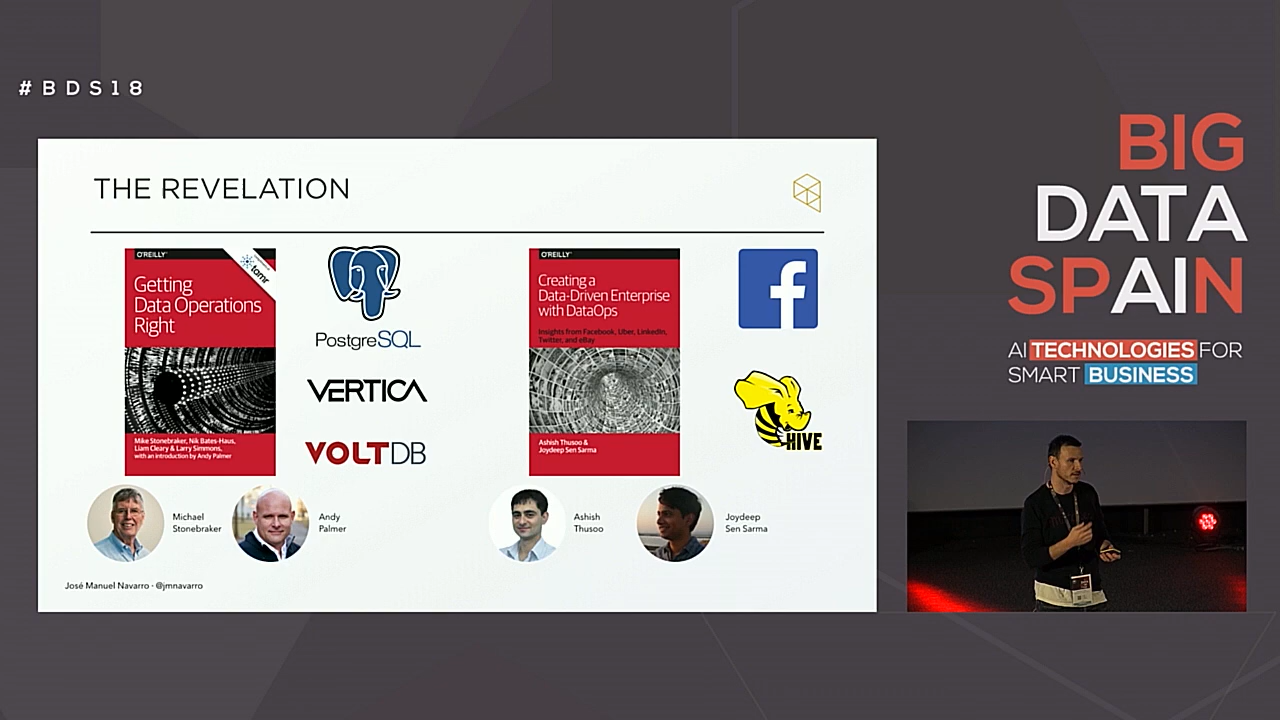 #BDS18
THE REVELATION
O'REILLY
tamr
Getting
Data Operations
Right
Mike Stonebraker, Nik Bates-Haus,
Liam Cleary & Larry Simmons,
with an introduction by Andy Palmer
PostgreSQL
VERTICA
VOLTDB
O'REILLY
Creating a
Data-Driven Enterprise
with DataOps
Insights from Facebook, Uber, LinkedIn,
Twitter, and eBay
Ashish Thusoo &
Joydeep Sen Sarma
f
HIVE
Michael
Stonebraker
Andy
Palmer
Ashish
Thusoo
Joydeep
Sen Sarma
José Manuel Navarro - @jmnavarro
BIG
DATA
SPAIN
AI TECHNOLOGIES FOR
SMART BUSINESS